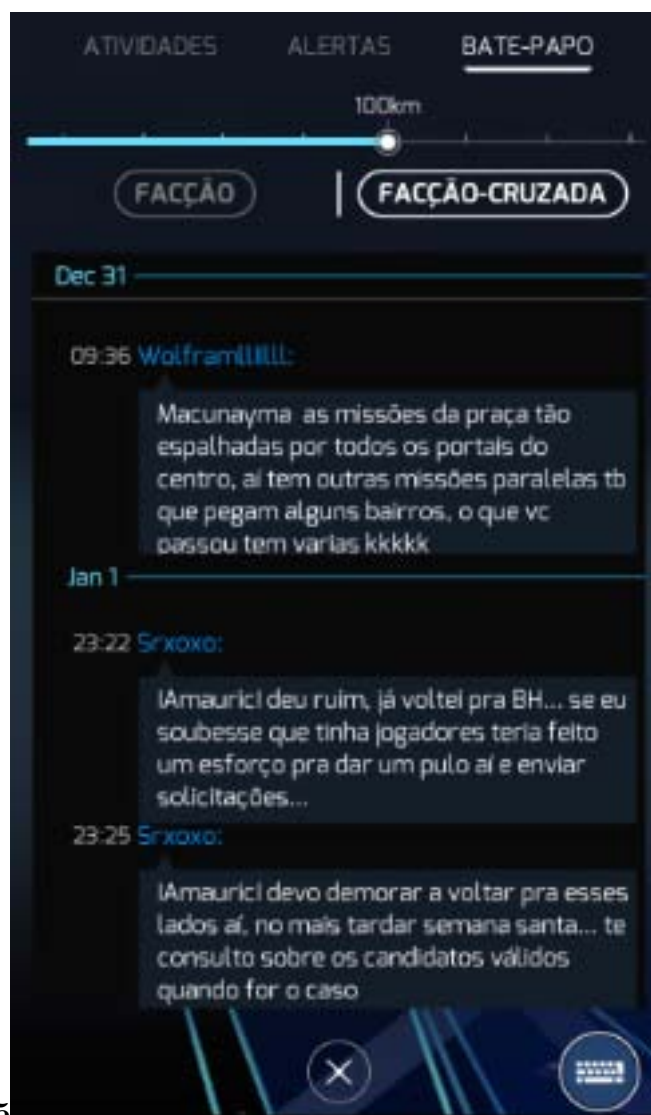 ATIVIDADES ALERTAS BATE-PAPO
100km
FACÇÃO FACÇÃO-CRUZADA
Dec 31
09:36
Macunayma as missões da praça tão
espalhadas por todos os portais do
centro, aí tem outras missões paralelas tb
que pegam alguns bairros, o que vc
passou tem varias kkkkk
Jan 1
23:22 Srxoxo:
deu ruim, já voltei pra BH... se eu
soubesse que tinha jogadores teria feito
um esforço pra dar um pulo aí e enviar
solicitações...
23:25 Srxoxo:
devo demorar a voltar pra esses
lados aí, no mais tardar semana santa... te
consulto sobre os candidatos válidos
quando for o caso